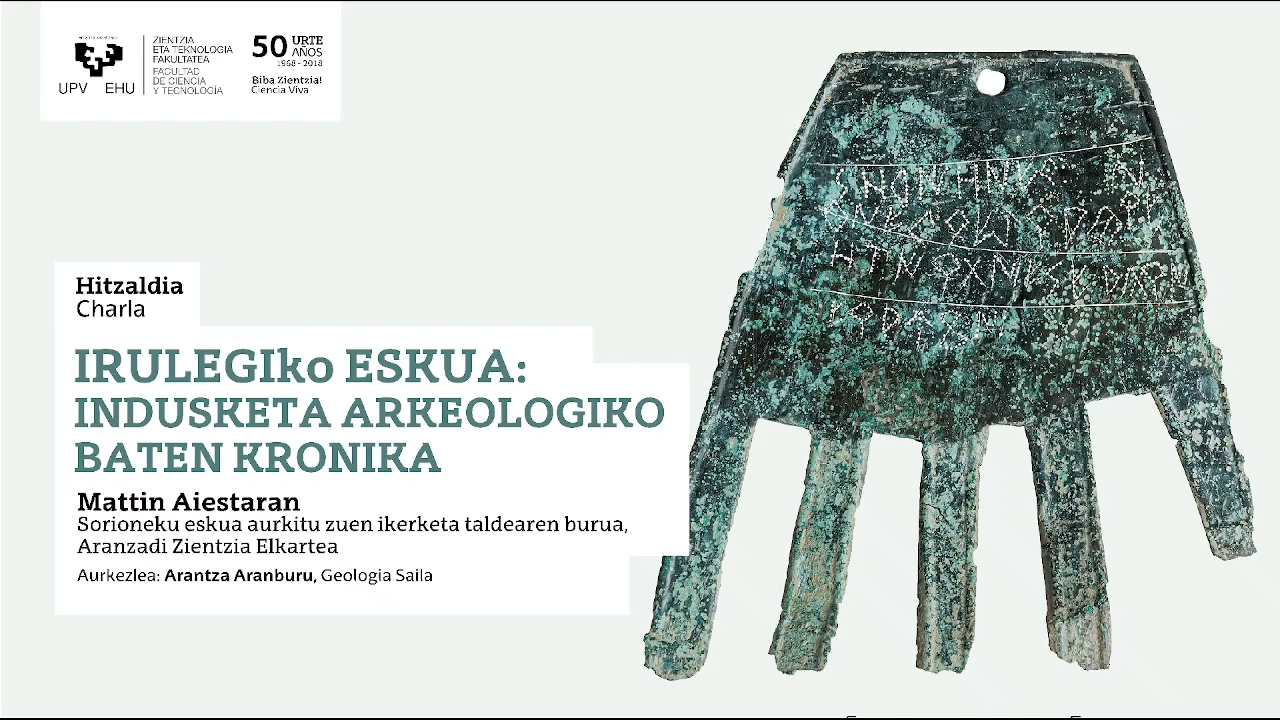 UPV EHU
ZIENTZIA
ETA TEKNOLOGIA
FAKULTATEA
FACULTAD
DE CIENCIA
Y TECNOLOGÍA
50 URTE
AÑOS
1968-2018
Biba Zientzia!
Ciencia Viva
Hitzaldia
Charla
IRULEGIko ESKUA:
INDUSKETA ARKEOLOGIKO
BATEN KRONIKA
Mattin Aiestaran
Sorioneku eskua aurkitu zuen ikerketa taldearen burua,
Aranzadi Zientzia Elkartea
Aurkezlea: Arantza Aranburu, Geologia Saila